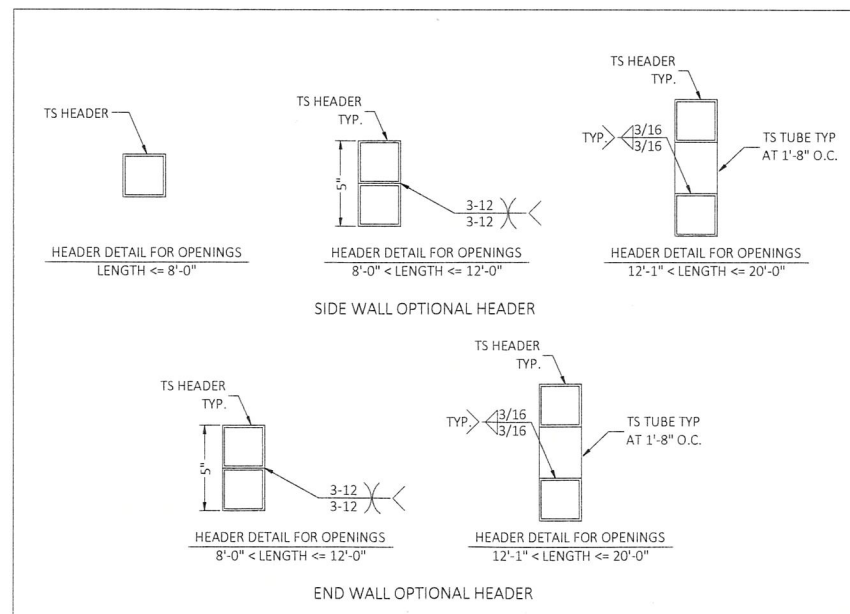 TS HEADER
HEADER DETAIL FOR OPENINGS
LENGTH <= 8'-0"
TS HEADER
TYP.
5"
3-12
3-12
HEADER DETAIL FOR OPENINGS
8'-0" < LENGTH <= 12'-0"
TS HEADER
TYP.
TYP.
3/16
3/16
TS TUBE TYP
AT 1'-8" O.C.
HEADER DETAIL FOR OPENINGS
12'-1" < LENGTH <= 20'-0"
SIDE WALL OPTIONAL HEADER
TS HEADER
TYP.
5"
3-12
3-12
HEADER DETAIL FOR OPENINGS
8'-0" < LENGTH <= 12'-0"
TS HEADER
TYP.
TYP.
3/16
3/16
TS TUBE TYP
AT 1'-8" O.C.
HEADER DETAIL FOR OPENINGS
12'-1" < LENGTH <= 20'-0"
END WALL OPTIONAL HEADER